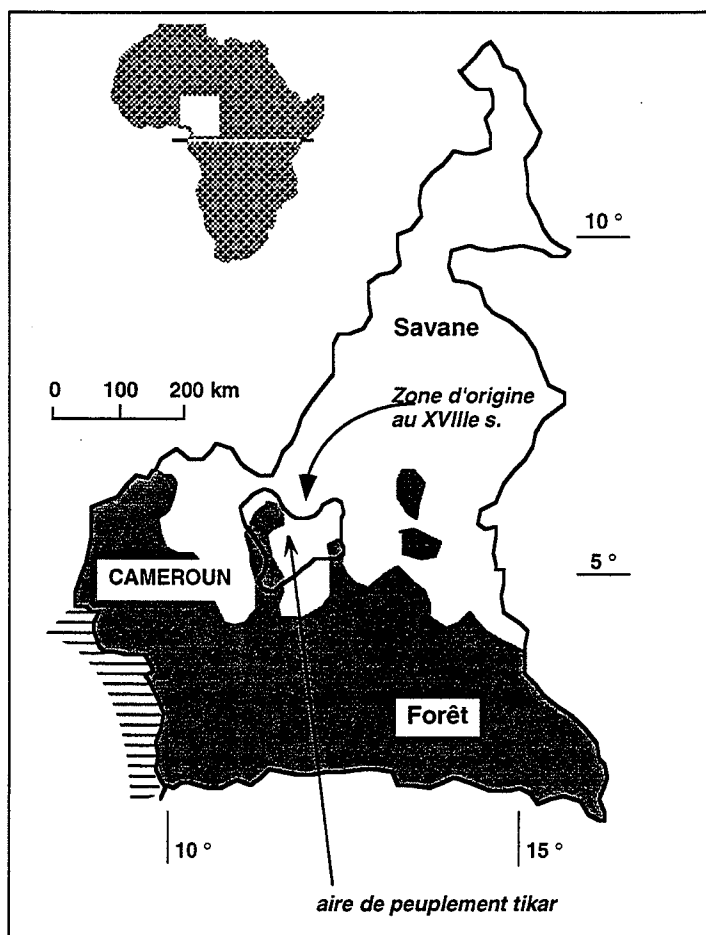 10 °
Savane
0 100 200 km
Zone d'origine
au XVIIIe s.
CAMEROUN
5 °
Forêt
10 °
15 °
aire de peuplement tikar